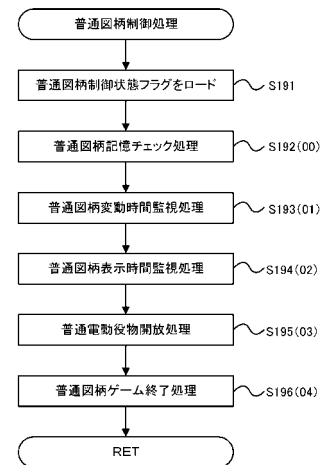 普通図柄制御処理
普通図柄制御状態フラグをロード
S191
普通図柄記憶チェック処理
S192(00)
普通図柄変動時間監視処理
S193(01)
普通図柄表示時間監視処理
S194(02)
普通電動役物開放処理
S195(03)
普通図柄ゲーム終了処理
S196(04)
RET